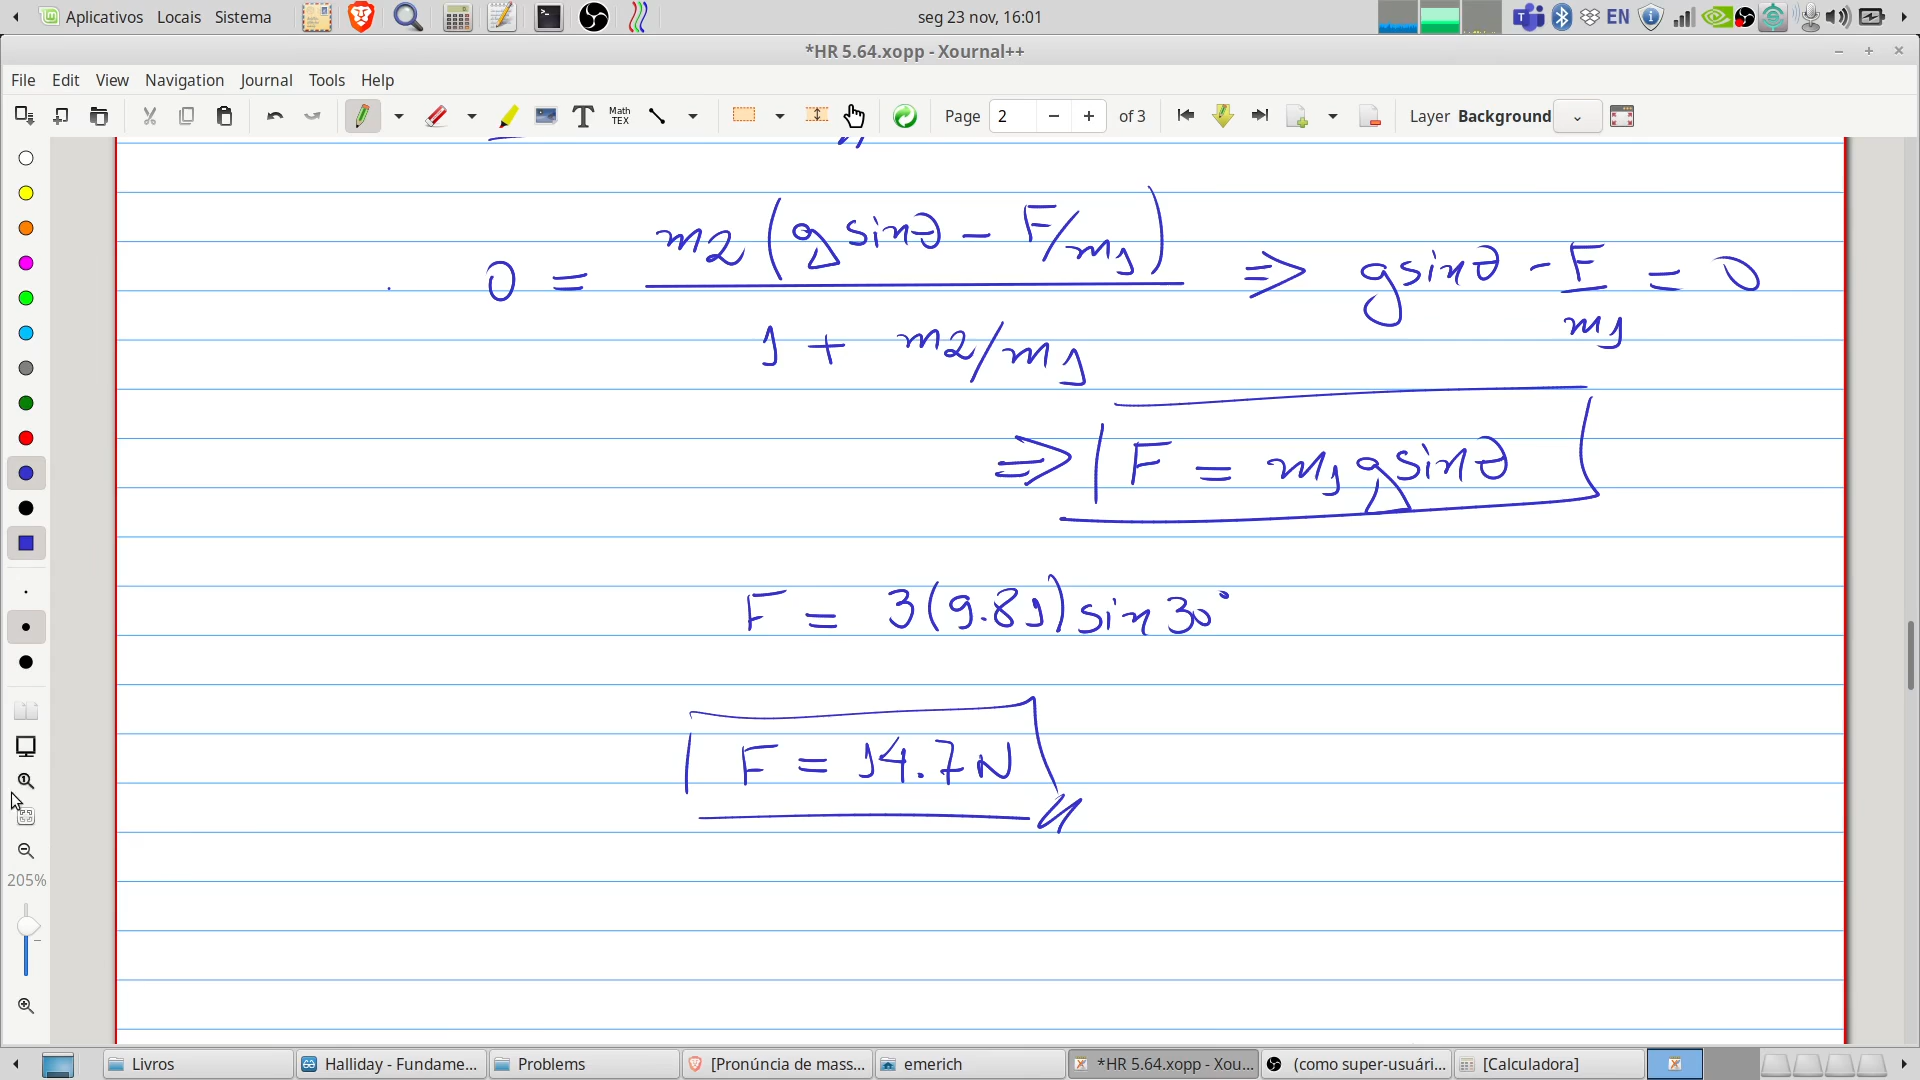 Aplicativos Locais Sistema seg 23 nov, 16:01 EN
*HR 5.64.xopp - Xournal++
File Edit View Navigation Journal Tools Help
Math TEX Page 2 of 3 Layer Background
0 = m2 (g sinθ - F/m1) / 1 + m2/m1 ⇒ g sinθ - F/m1 = 0
⇒ F = m1 g sinθ
F = 3(9.81) sin 30°
F = 14.7 N
205%
Livros Halliday - Fundame... Problems [Pronúncia de mass... emerich *HR 5.64.xopp - Xou... (como super-usuári... [Calculadora]